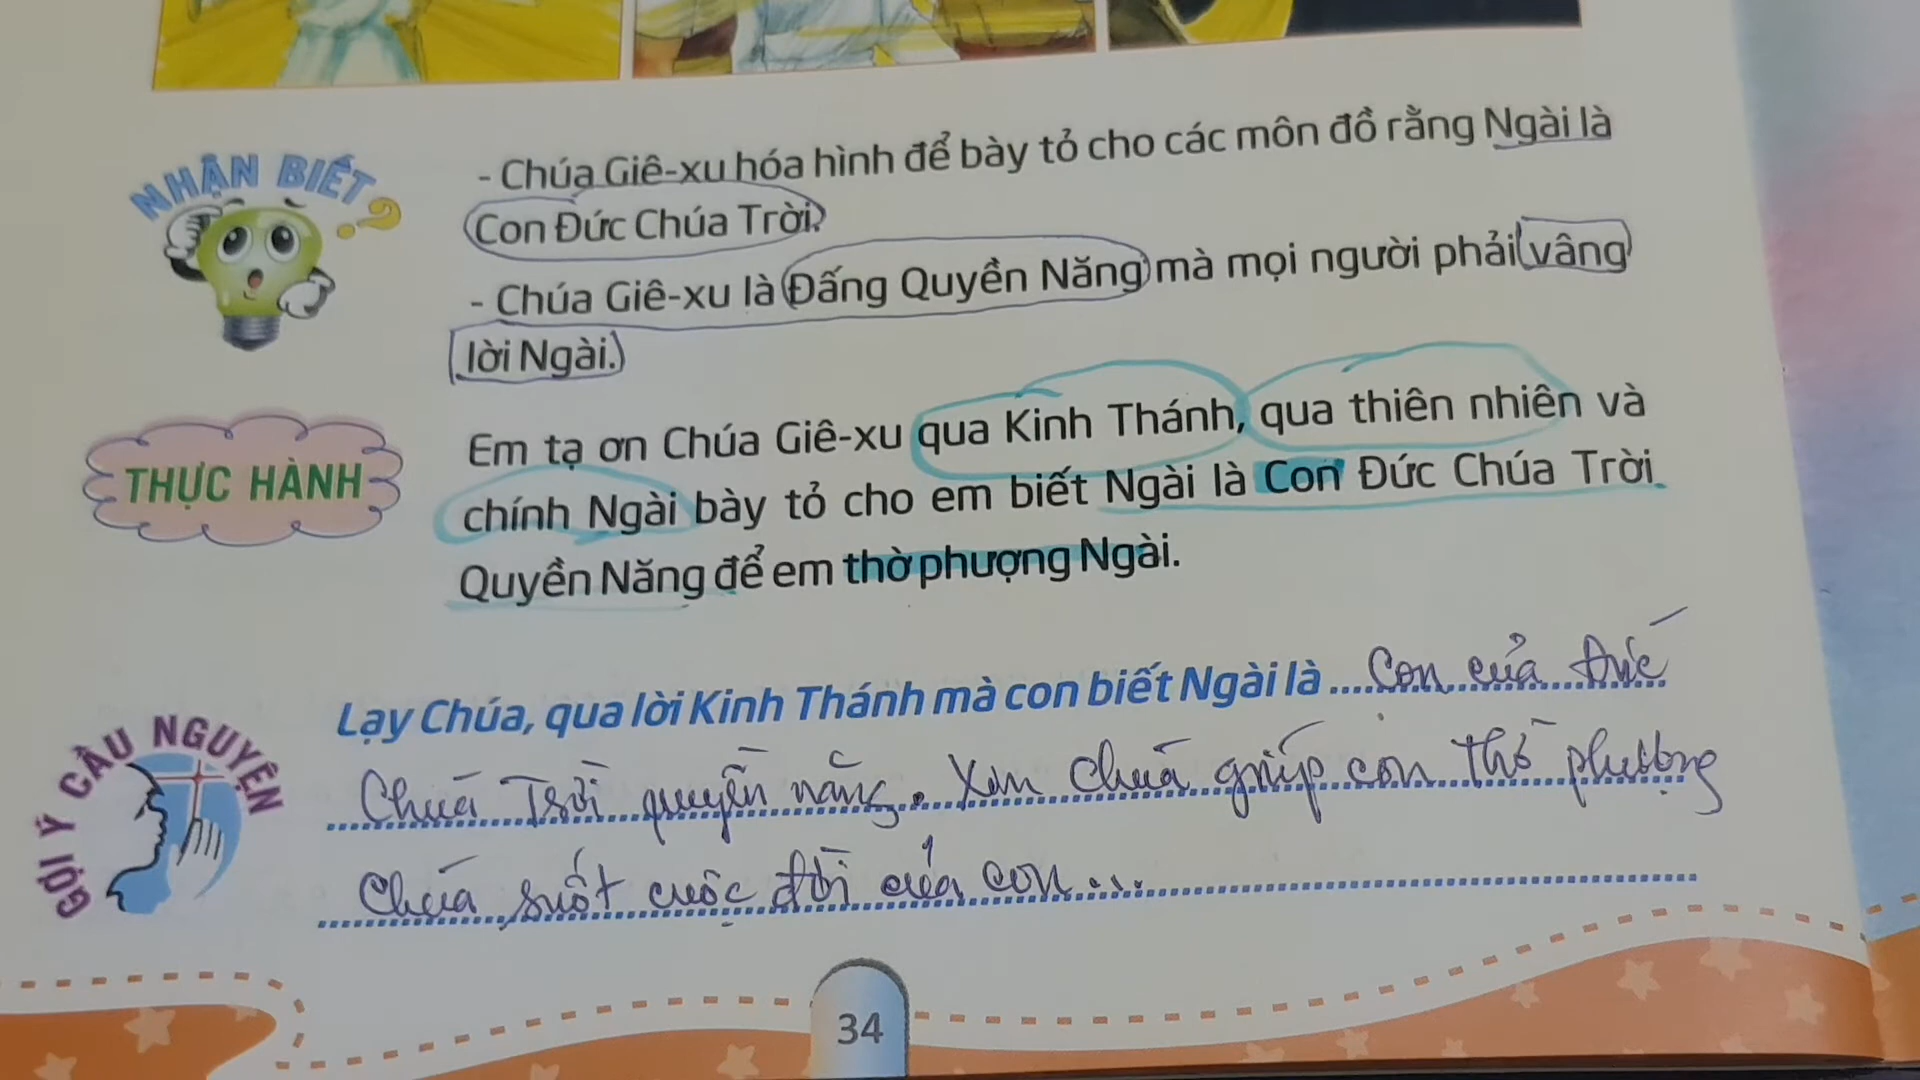 NHẬN BIẾT?
- Chúa Giê-xu hóa hình để bày tỏ cho các môn đồ rằng Ngài là
Con Đức Chúa Trời.
- Chúa Giê-xu là Đấng Quyền Năng mà mọi người phải vâng
lời Ngài.
THỰC HÀNH
Em tạ ơn Chúa Giê-xu qua Kinh Thánh, qua thiên nhiên và
chính Ngài bày tỏ cho em biết Ngài là Con Đức Chúa Trời
Quyền Năng để em thờ phượng Ngài.
GỢI Ý CẦU NGUYỆN
Lạy Chúa, qua lời Kinh Thánh mà con biết Ngài là .... Con của Đức
Chúa Trời quyền năng. Xin Chúa giúp con thờ phượng
Chúa suốt cuộc đời của con...
34